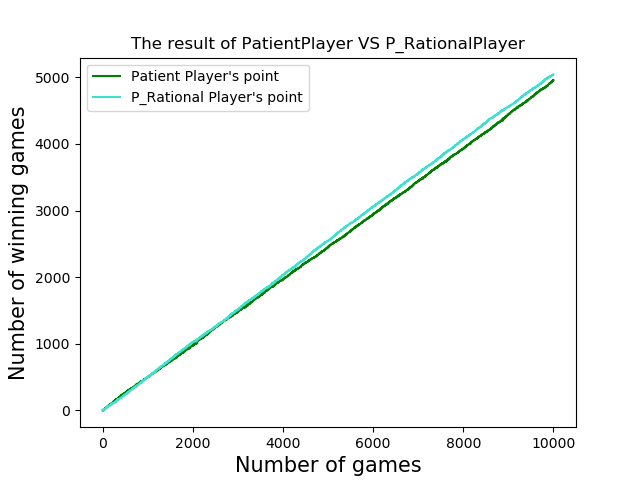 The result of PatientPlayer VS P_RationalPlayer
Patient Player's point
P_Rational Player's point
5000
4000
3000
2000
1000
0
Number of winning games
0 2000 4000 6000 8000 10000
Number of games